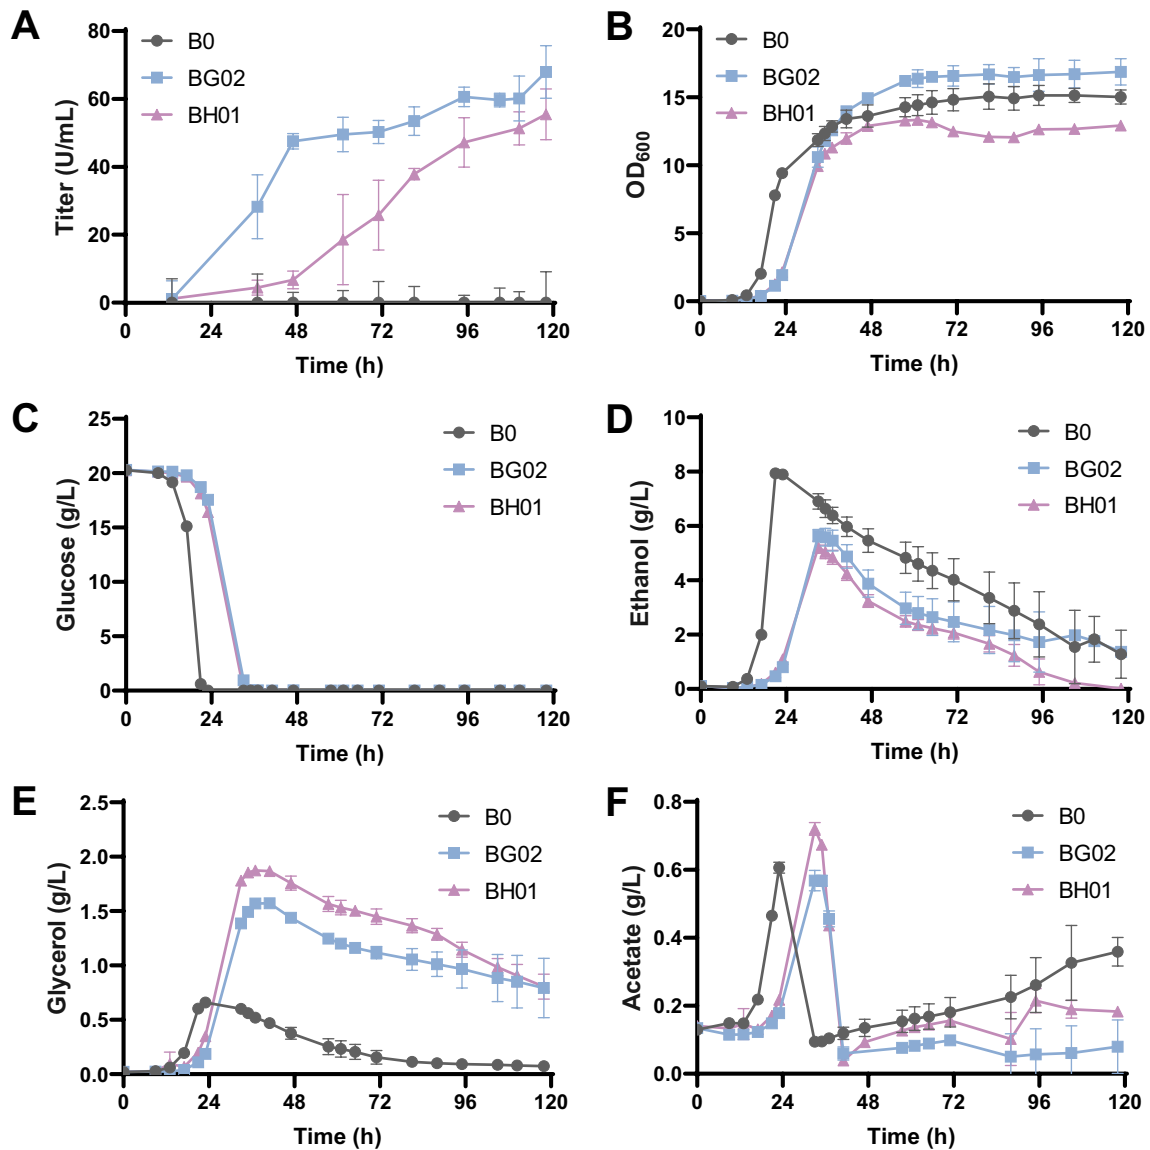 A
Titer (U/mL)
80
60
40
20
0
B0
BG02
BH01
0 24 48 72 96 120
Time (h)
B
OD600
20
15
10
5
0
B0
BG02
BH01
0 24 48 72 96 120
Time (h)
C
Glucose (g/L)
25
20
15
10
5
0
B0
BG02
BH01
0 24 48 72 96 120
Time (h)
D
Ethanol (g/L)
10
8
6
4
2
0
B0
BG02
BH01
0 24 48 72 96 120
Time (h)
E
Glycerol (g/L)
2.5
2.0
1.5
1.0
0.5
0.0
B0
BG02
BH01
0 24 48 72 96 120
Time (h)
F
Acetate (g/L)
0.8
0.6
0.4
0.2
0.0
B0
BG02
BH01
0 24 48 72 96 120
Time (h)